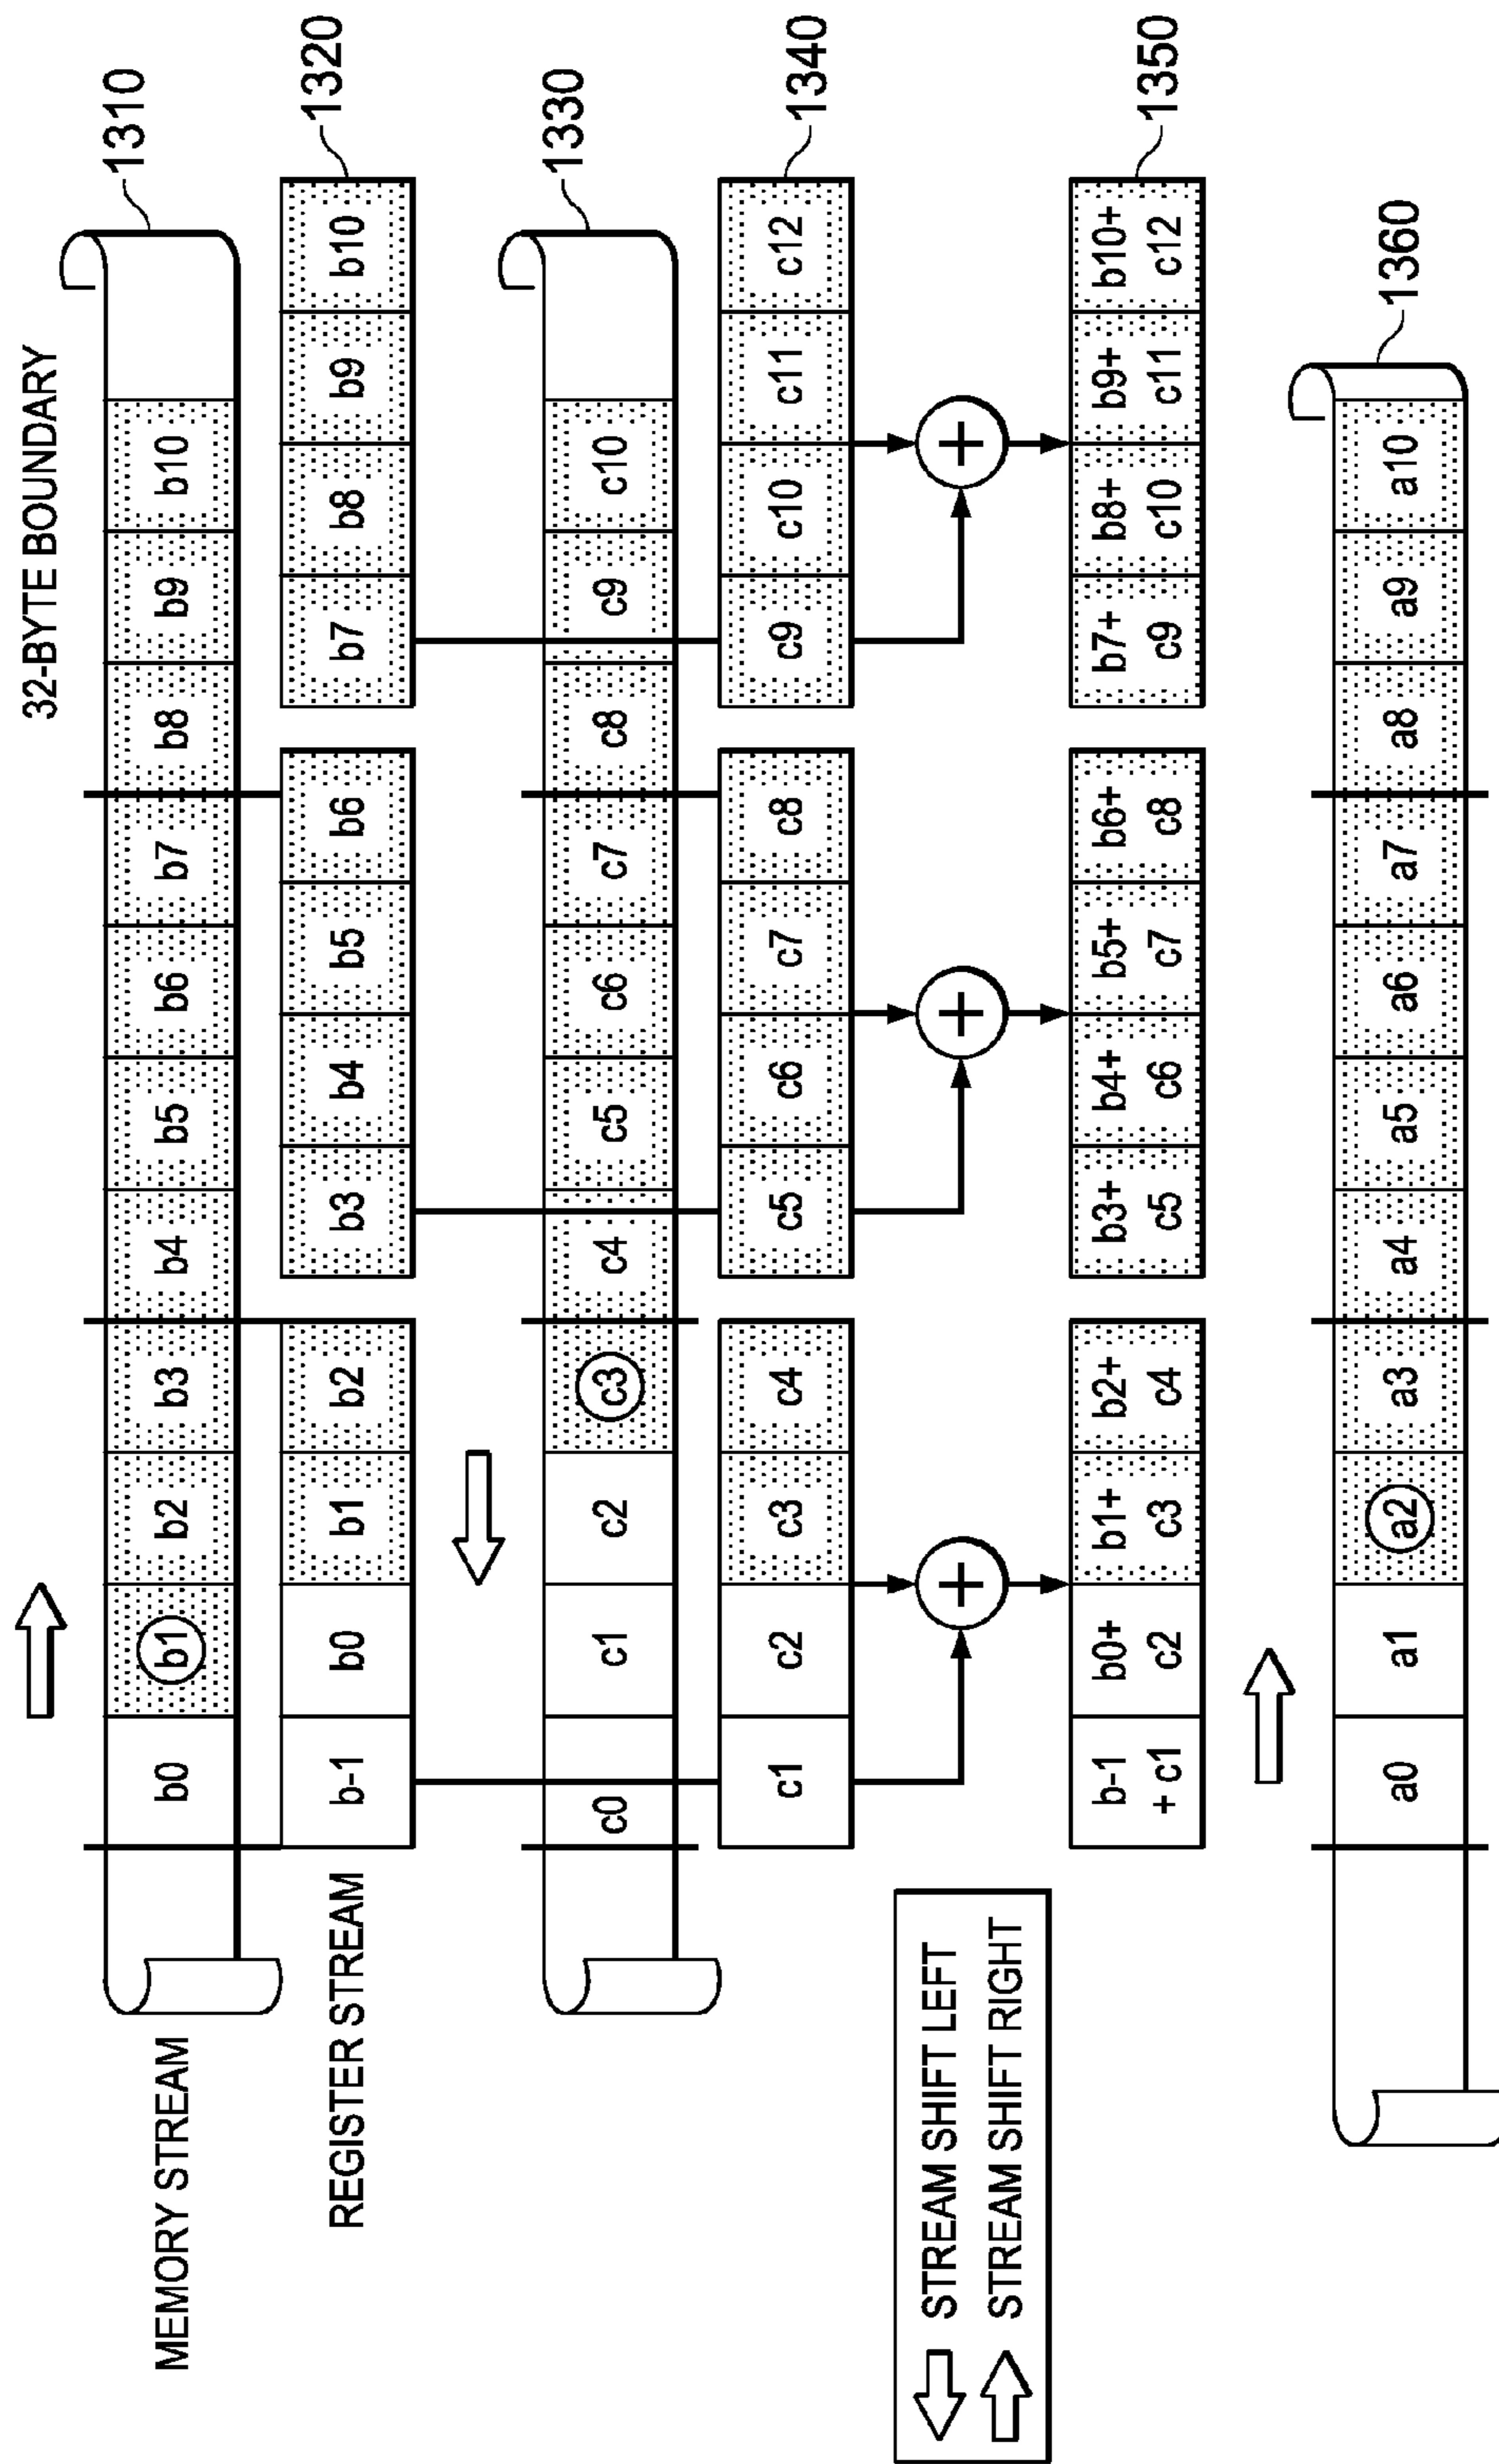 32-BYTE BOUNDARY
MEMORY STREAM
b0 b1 b2 b3 b4 b5 b6 b7 b8 b9 b10
1310
REGISTER STREAM
b-1 b0 b1 b2 b3 b4 b5 b6 b7 b8 b9 b10
1320
c0 c1 c2 c3 c4 c5 c6 c7 c8 c9 c10
1330
c1 c2 c3 c4 c5 c6 c7 c8 c9 c10 c11 c12
1340
+ + +
STREAM SHIFT LEFT
STREAM SHIFT RIGHT
b-1 b0+ b1+ b2+ b3+ b4+ b5+ b6+ b7+ b8+ b9+ b10+
+ c1 c2 c3 c4 c5 c6 c7 c8 c9 c10 c11 c12
1350
a0 a1 a2 a3 a4 a5 a6 a7 a8 a9 a10
1360